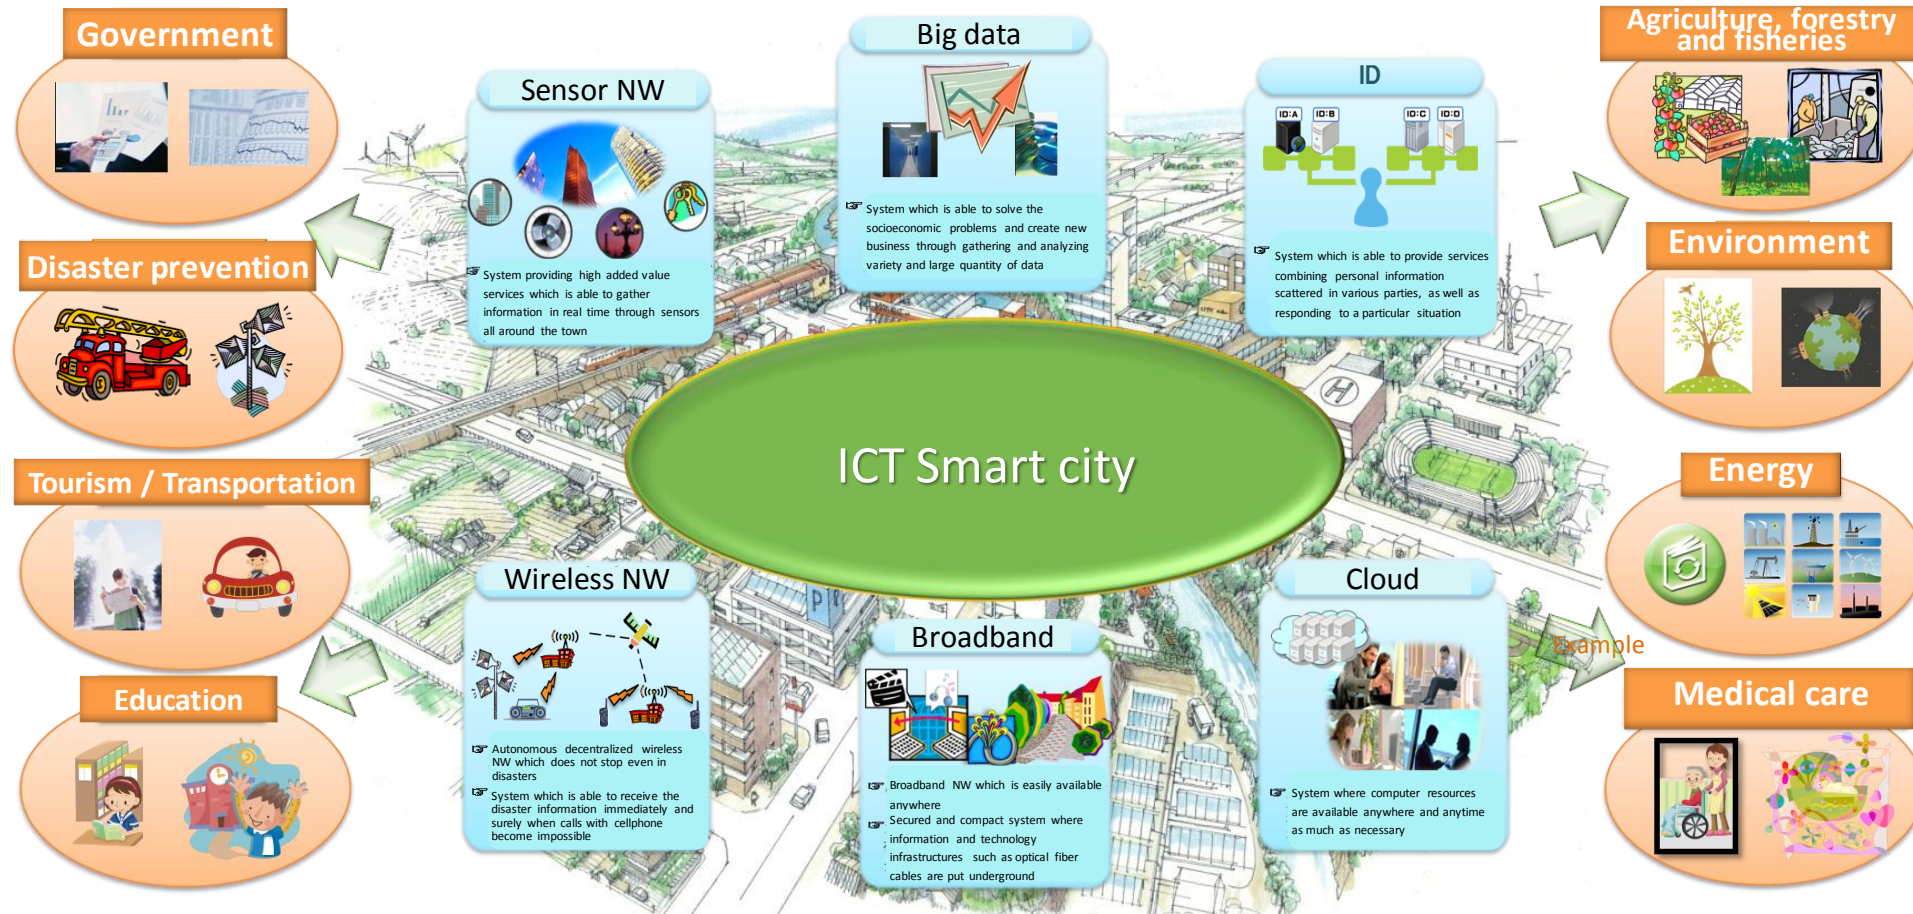 Government
Disaster prevention
Tourism / Transportation
Education
Sensor NW
☞ System providing high added value
services which is able to gather
information in real time through sensors
all around the town
Big data
☞ System which is able to solve the
socioeconomic problems and create new
business through gathering and analyzing
variety and large quantity of data
ID
ID:A
ID:B
ID:C
ID:D
☞ System which is able to provide services
combining personal information
scattered in various parties, as well as
responding to a particular situation
ICT Smart city
H
P
Wireless NW
☞ Autonomous decentralized wireless
NW which does not stop even in
disasters
☞ System which is able to receive the
disaster information immediately and
surely when calls with cellphone
become impossible
Broadband
☞ Broadband NW which is easily available
anywhere
☞ Secured and compact system where
information and technology
infrastructures such as optical fiber
cables are put underground
Cloud
☞ System where computer resources
are available anywhere and anytime
as much as necessary
Agriculture, forestry
and fisheries
Environment
Energy
Example
Medical care